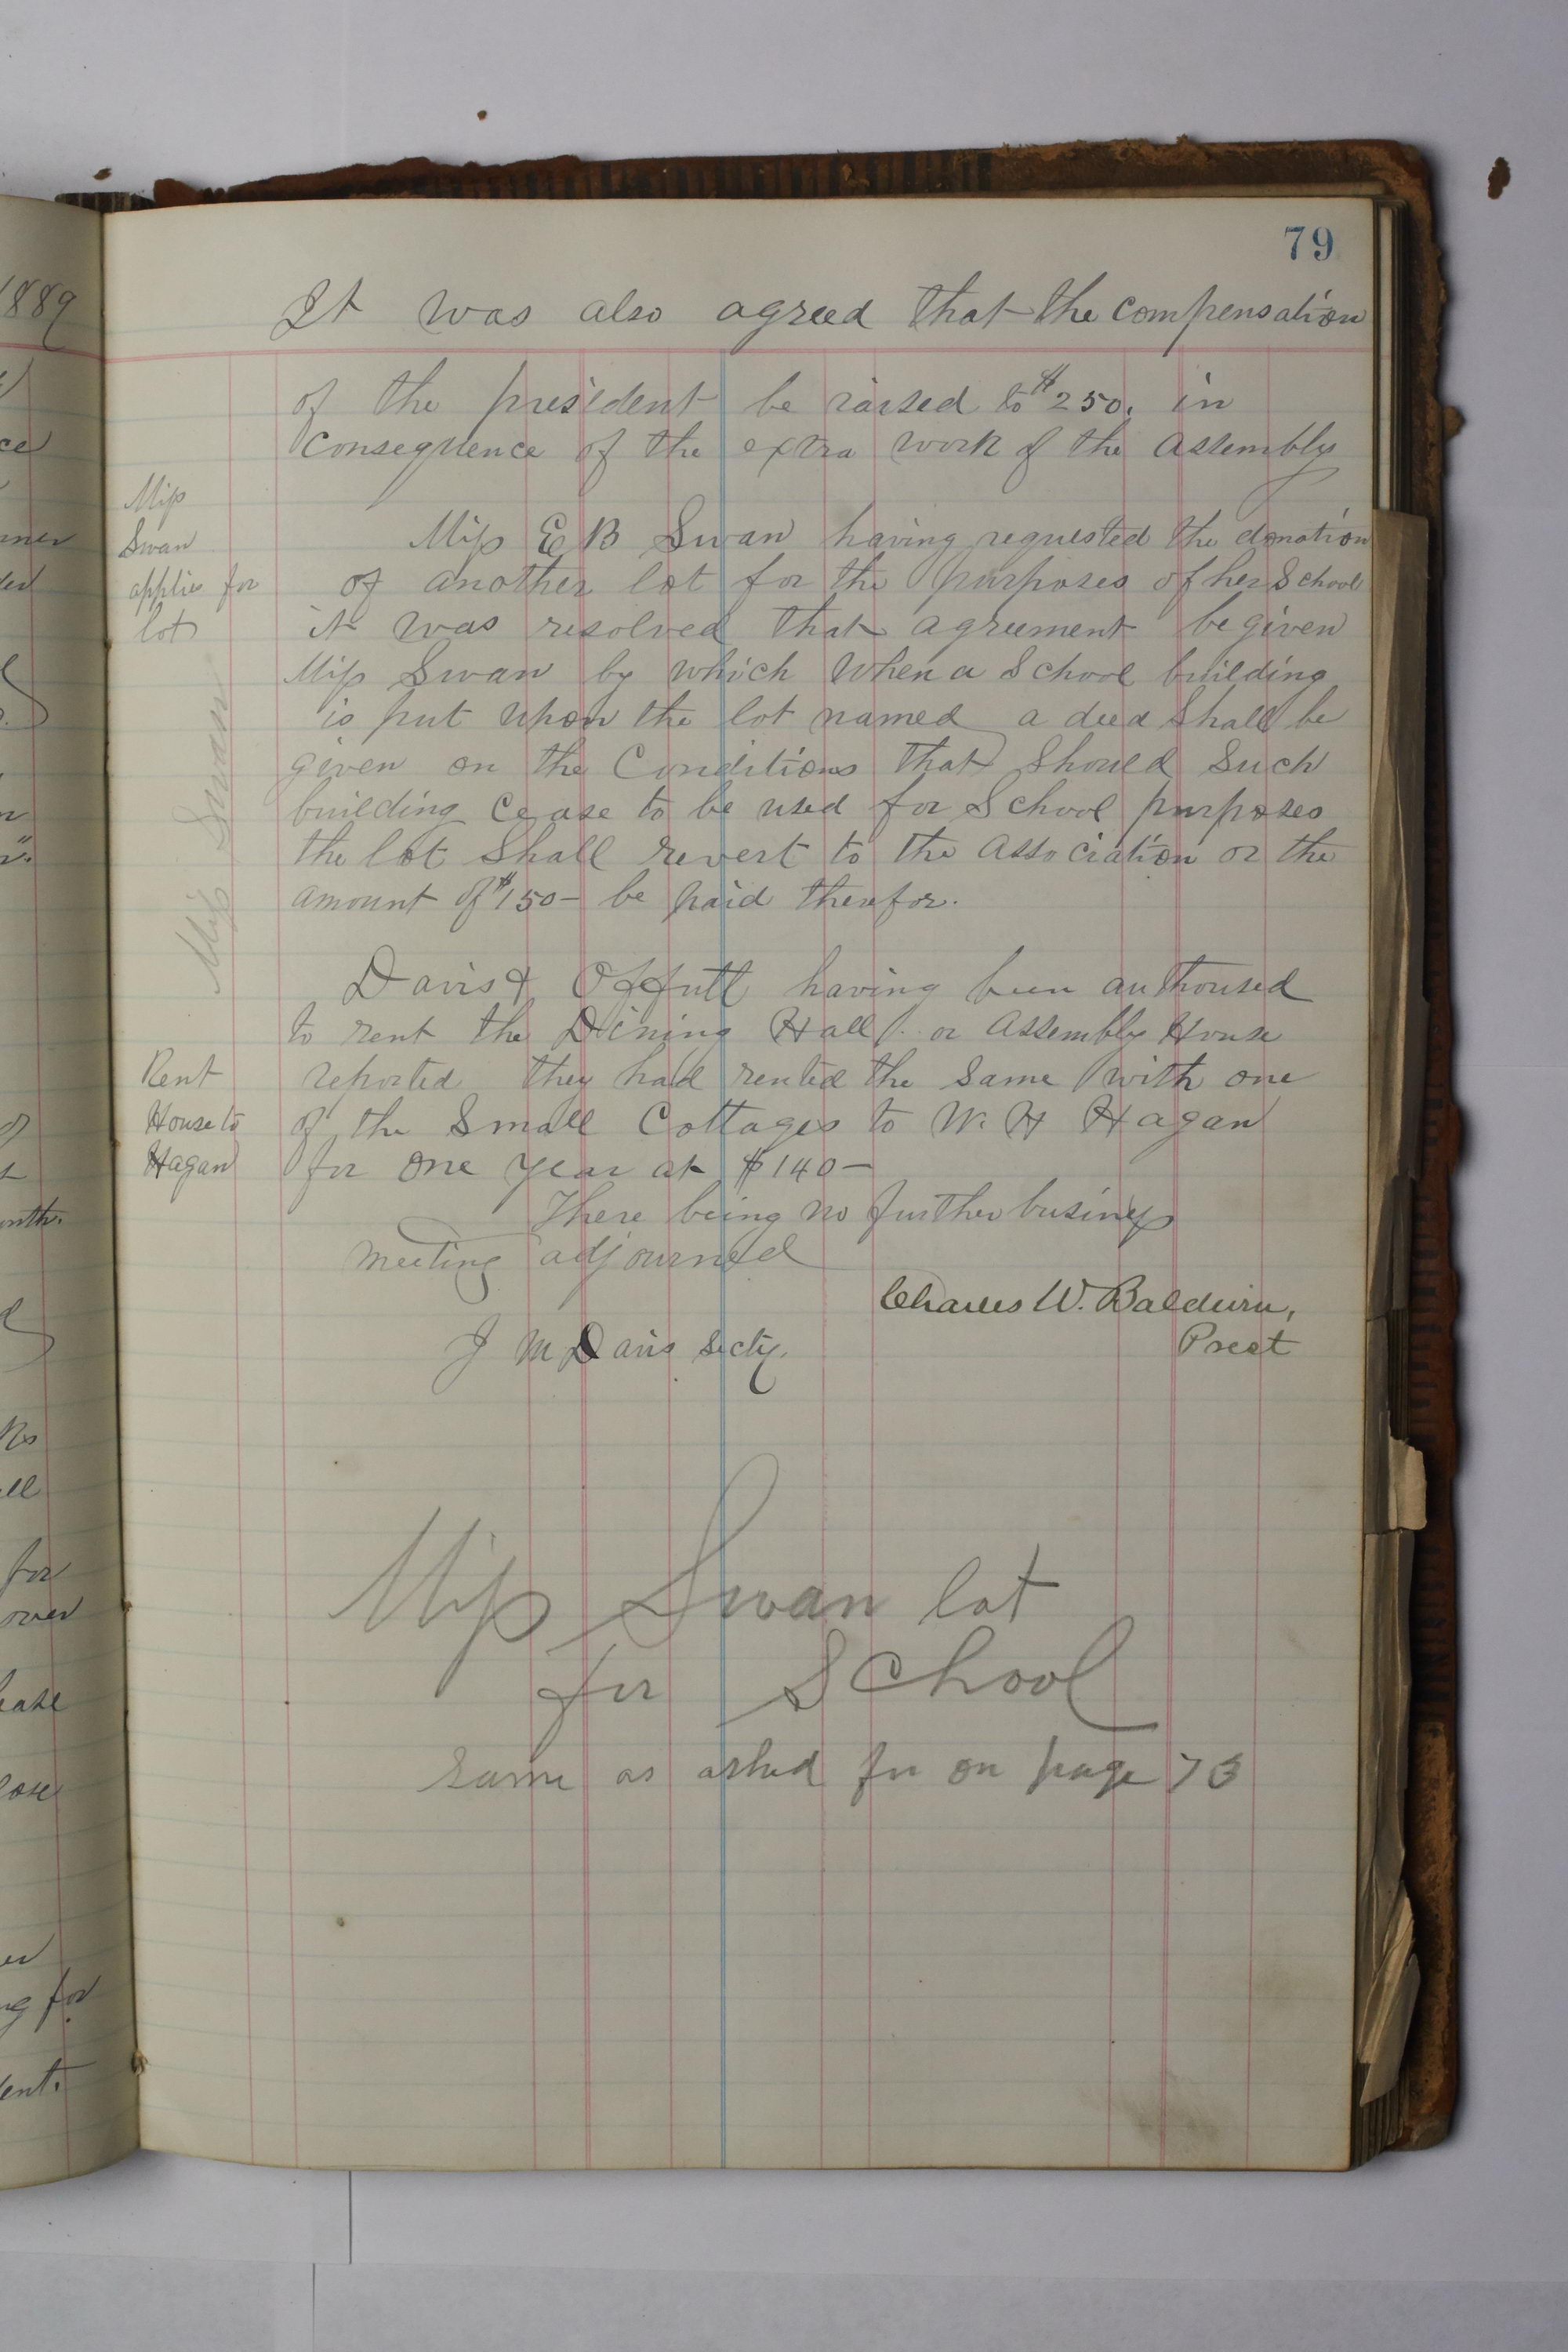 79
It was also agreed that the compensation
of the president be raised to $250. in
consequence of the extra work of the assembly
Miss
Swan
applies for
lot
Miss E B Swan having requested the donation
of another lot for the purposes of her School
it was resolved that agreement be given
Miss Swan by which when a School building
is put upon the lot named a deed shall be
given on the Conditions that Should Such
building Cease to be used for School purposes
the lot Shall revert to the Association or the
amount of $150- be paid therefor.
Miss Swan
Davis & Offutt having been authorised
to rent the Dining Hall or Assembly House
Rent
House to
Hagan
reported they had rented the Same with one
of the Small Cottages to W. H Hagan
for one Year at $140-
There being no further business
meeting adjourned
Charles W. Baldwin,
Prest
J M Davis Secty.
Miss Swan lot
for School
same as asked for on page 73
1889
ce
for
over
ease
lose
ng for
ent.